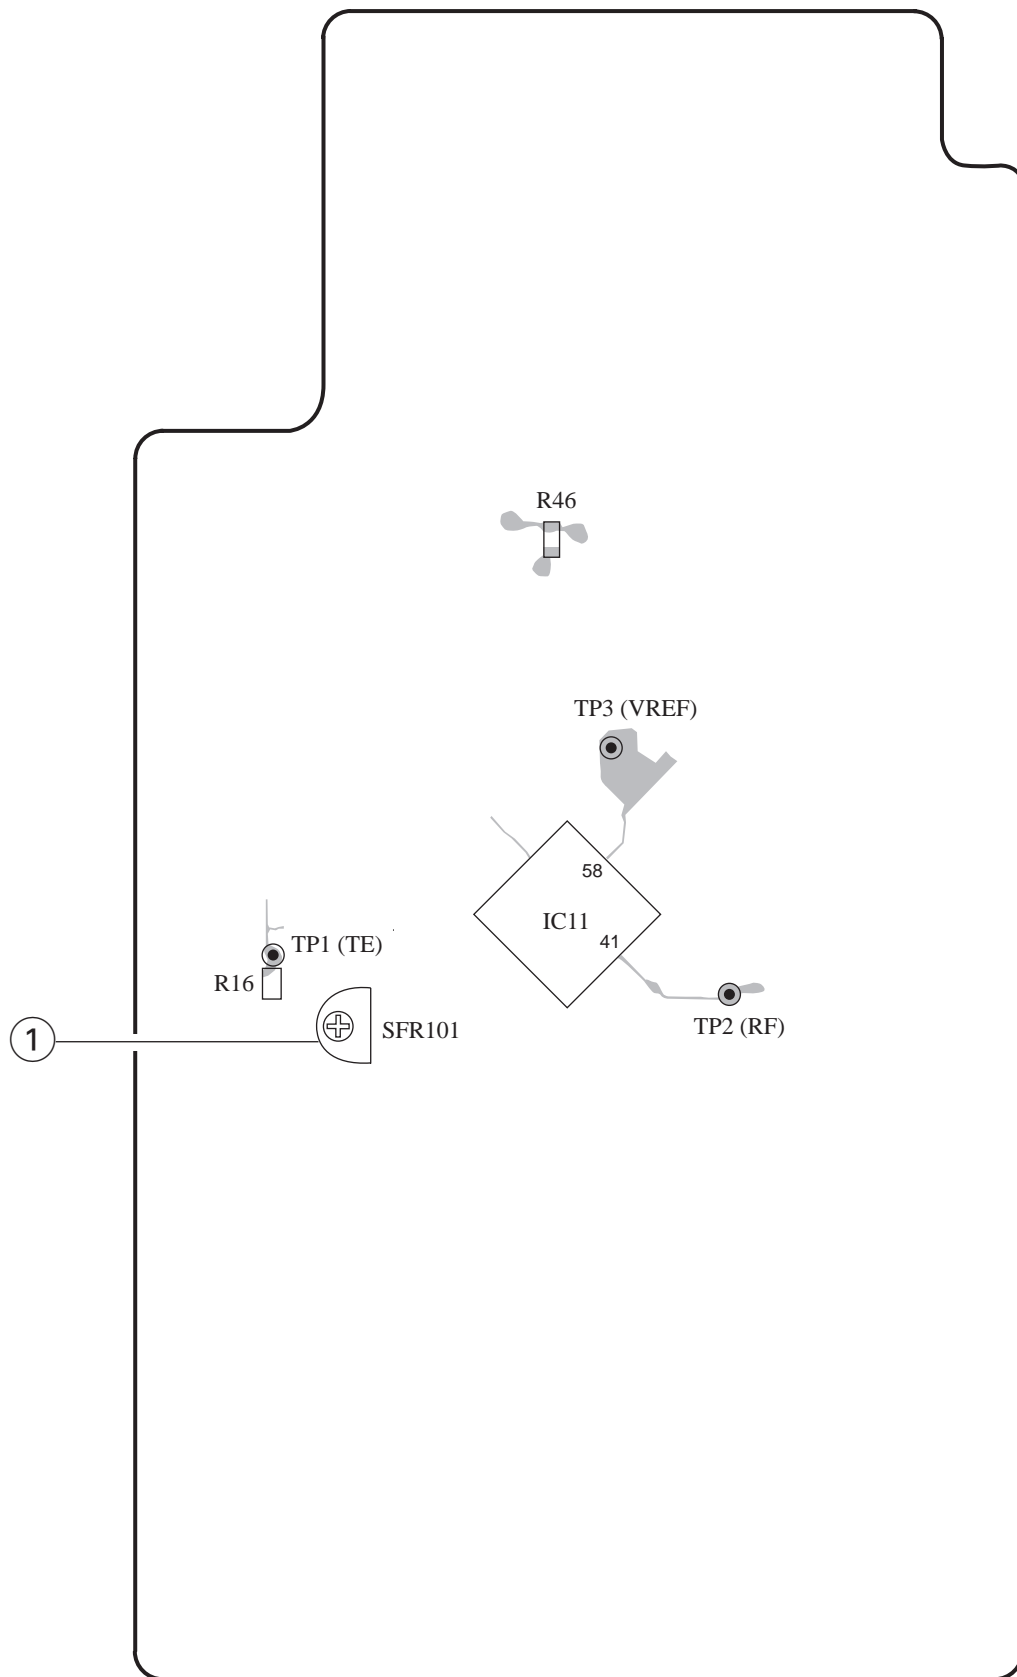 R46
TP3 (VREF)
58
IC11
41
TP1 (TE)
R16
TP2 (RF)
SFR101
1